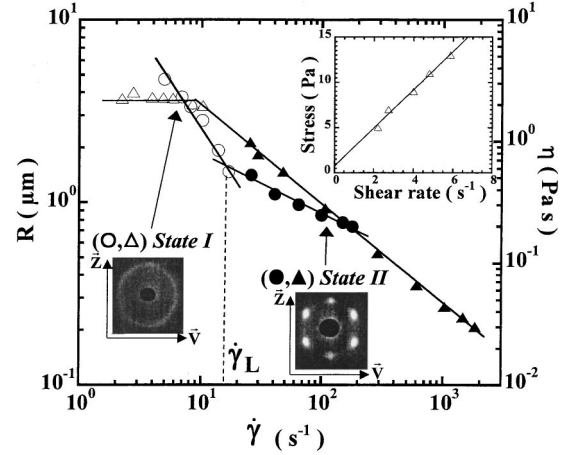 10¹
10⁰
10⁻¹
R ( μm )
10⁰ 10¹ 10² 10³
γ̇ ( s⁻¹ )
10¹
10⁰
10⁻¹
10⁻²
η ( Pa s )
15
10
5
0
Stress ( Pa )
0 2 4 6 8
Shear rate ( s⁻¹ )
(○,△) State I
z⃗
v⃗
(●,▲) State II
z⃗
v⃗
γ̇L